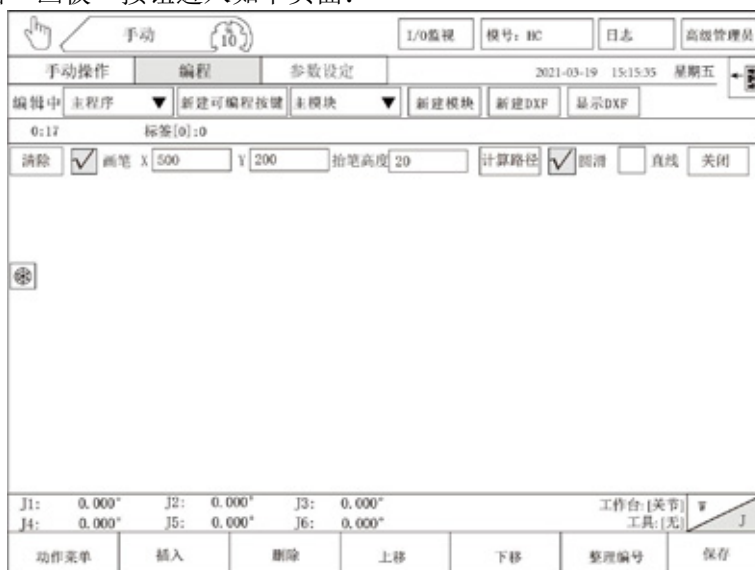 手动 10 I/O监视 模号: HC 日志 高级管理员
手动操作 编程 参数设定 2021-03-19 15:15:35 星期五
编辑中 主程序 新建可编程按键 主模块 新建模块 新建DXF 显示DXF
0:17 标签[0]:0
清除 画笔 X 500 Y 200 抬笔高度 20 计算路径 圆滑 直线 关闭
J1: 0.000° J2: 0.000° J3: 0.000° 工作台:[关节] W
J4: 0.000° J5: 0.000° J6: 0.000° 工具:[无] J
动作菜单 插入 删除 上移 下移 整理编号 保存